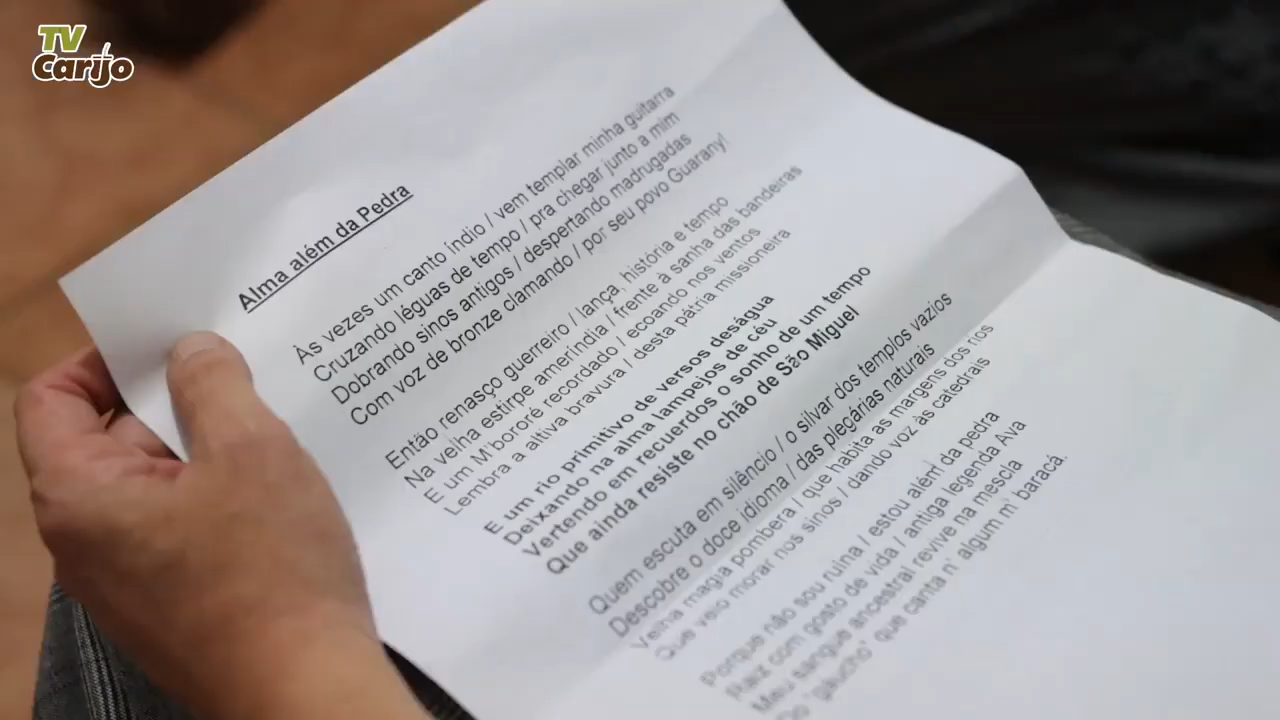 TV
Carijo
Alma além da Pedra
Às vezes um canto índio / vem templar minha guitarra
Cruzando léguas de tempo / pra chegar junto a mim
Dobrando sinos antigos / despertando madrugadas
Com voz de bronze clamando / por seu povo Guarany!
Então renasço guerreiro / lança, história e tempo
Na velha estirpe ameríndia / frente à sanha das bandeiras
E um M'bororé recordado / ecoando nos ventos
Lembra a altiva bravura / desta pátria missioneira
E um rio primitivo de versos deságua
Deixando na alma lampejos de céu
Vertendo em recuerdos o sonho de um tempo
Que ainda resiste no chão de São Miguel
Quem escuta em silêncio / o silvar dos templos vazios
Descobre o doce idioma / das plegárias naturais
Velha magia pombera / que habita as margens dos rios
Que veio morar nos sinos / dando voz às catedrais
Porque não sou ruína / estou além da pedra
Raiz com gosto de vida / antiga legenda Ava
Meu sangue ancestral revive na mescla
Do "gaucho" que canta n' algum m' baracá.